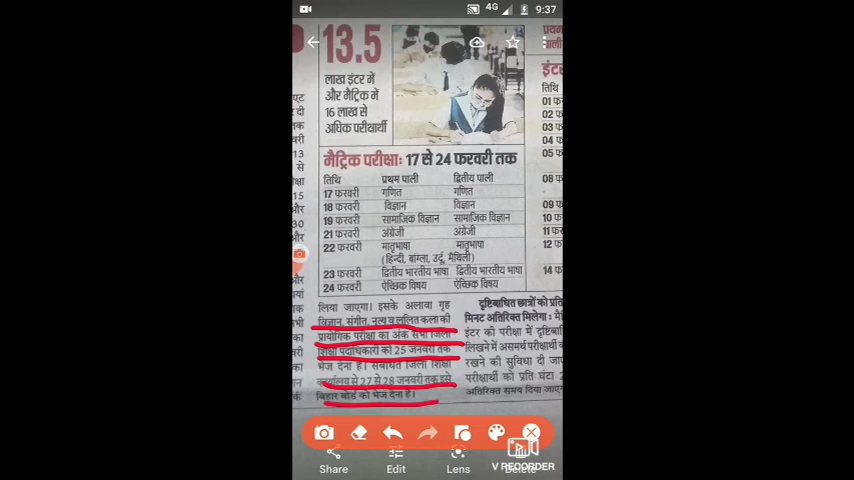 4G 9:37
13.5
लाख इंटर में
और मैट्रिक में
16 लाख से
अधिक परीक्षार्थी
मैट्रिक परीक्षाः 17 से 24 फरवरी तक
तिथि प्रथम पाली द्वितीय पाली
17 फरवरी गणित गणित
18 फरवरी विज्ञान विज्ञान
19 फरवरी सामाजिक विज्ञान सामाजिक विज्ञान
21 फरवरी अंग्रेजी अंग्रेजी
22 फरवरी मातृभाषा मातृभाषा
(हिन्दी, बांग्ला, उर्दू, मैथिली)
23 फरवरी द्वितीय भारतीय भाषा द्वितीय भारतीय भाषा
24 फरवरी ऐच्छिक विषय ऐच्छिक विषय
लिया जाएगा। इसके अलावा गृह
विज्ञान, संगीत, नृत्य व ललित कला की
प्रायोगिक परीक्षा का अंक सभी जिला
शिक्षा पदाधिकारी को 25 जनवरी तक
भेज देना है। संबंधित जिला शिक्षा
कार्यालय से 27 से 28 जनवरी तक इसे
बिहार बोर्ड को भेज देना है।
दृष्टिबाधित छात्रों को प्रति
मिनट अतिरिक्त मिलेगा :
इंटर की परीक्षा में
लिखने में असमर्थ परीक्षार्थी
रखने की सुविधा दी
परीक्षार्थी को प्रति घंटा
अतिरिक्त समय दिया
इंट
तिथि
01 फ
02 फ
03 फ
04 फ
05 फ
08 फ
09 फ
10 फ
11 फ
12 फ
14 फ
Share Edit Lens Delete
V RECORDER